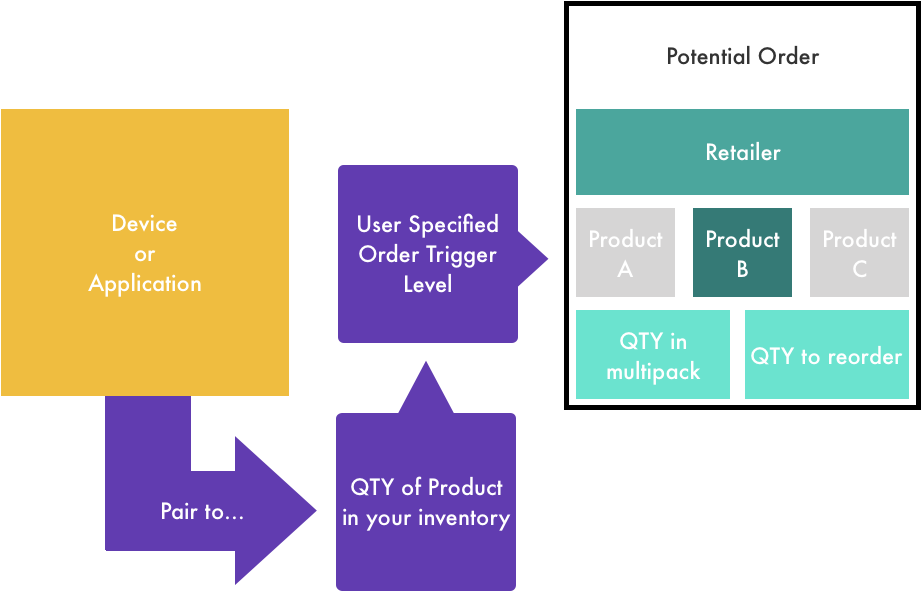 Potential Order
Retailer
Device
or
Application
User Specified
Order Trigger
Level
Product
A
Product
B
Product
C
QTY in
multipack
QTY to reorder
Pair to...
QTY of Product
in your inventory